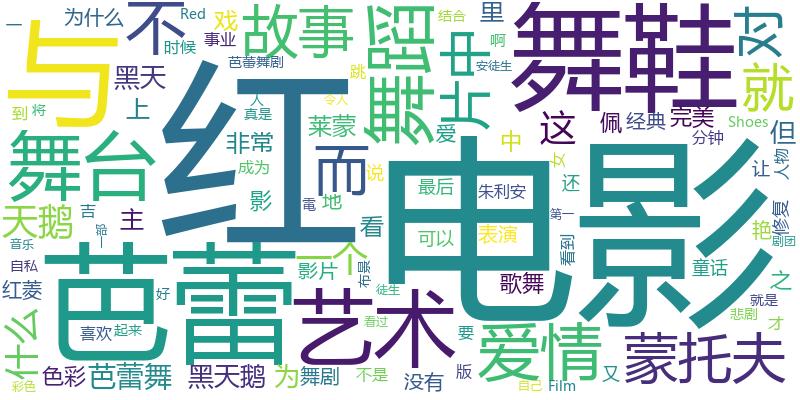 一
为什么
Red
不
戏
故事
舞蹈
结合
里
舞鞋
对
与
时候
事业
啊
片中
安徒生
就
黑天
芭蕾舞剧
跳
到
将
上
人
真是
令人
莱蒙
爱
这
佩
经典
完美
Shoes
分钟
但
非常
中
舞台
红
而
电影
女
人物
成为
说
还
让
天鹅
吉
主
影
地
最后
朱利安
修复
看
第一
音乐
一个
可以
表演
看到
艳
剧团
自私
芭蕾
影片
布景
歌舞
童话
之
红菱
好
艺术
徒生
就是
什么
喜欢
起来
看过
要
爱情
悲剧
才
蒙托夫
色彩
芭蕾舞
黑天鹅
为
舞剧
不是
没有
版
自己
Film
又
彩色